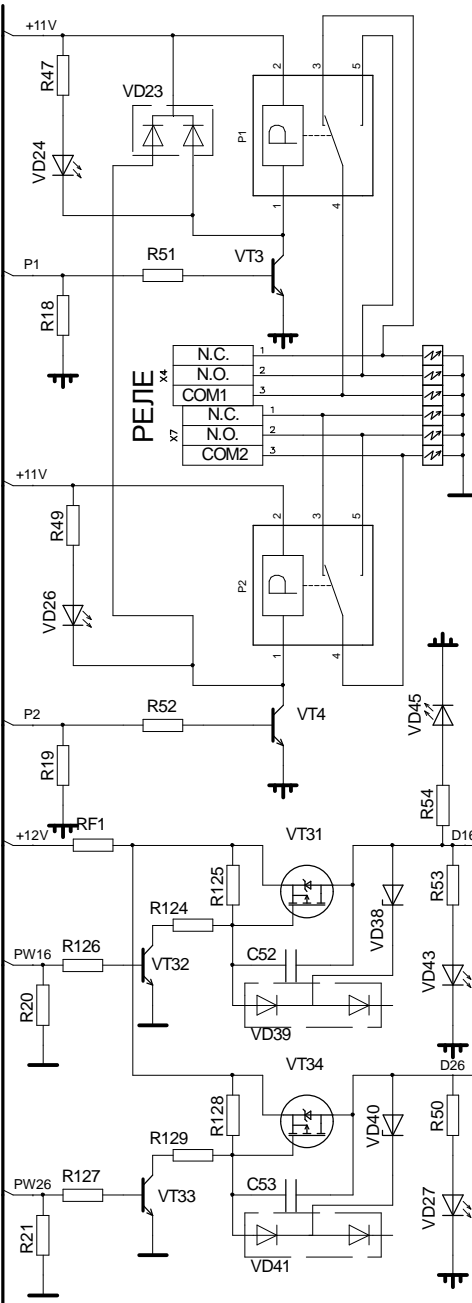 +11V
R47
VD24
VD23
2
3
5
P
P1
1
4
P1
R51
VT3
R18
РЕЛЕ
X4
N.C. 1
N.O. 2
COM1 3
X7
N.C. 1
N.O. 2
COM2 3
+11V
R49
VD26
2
3
5
P
P2
1
4
P2
R52
VT4
R19
VD45
R54
+12V
RF1
VT31
D16
R125
R124
VD38
R53
PW16
R126
VT32
C52
VD43
R20
VD39
D26
VT34
R128
VD40
R50
R129
PW26
R127
VT33
C53
VD27
R21
VD41